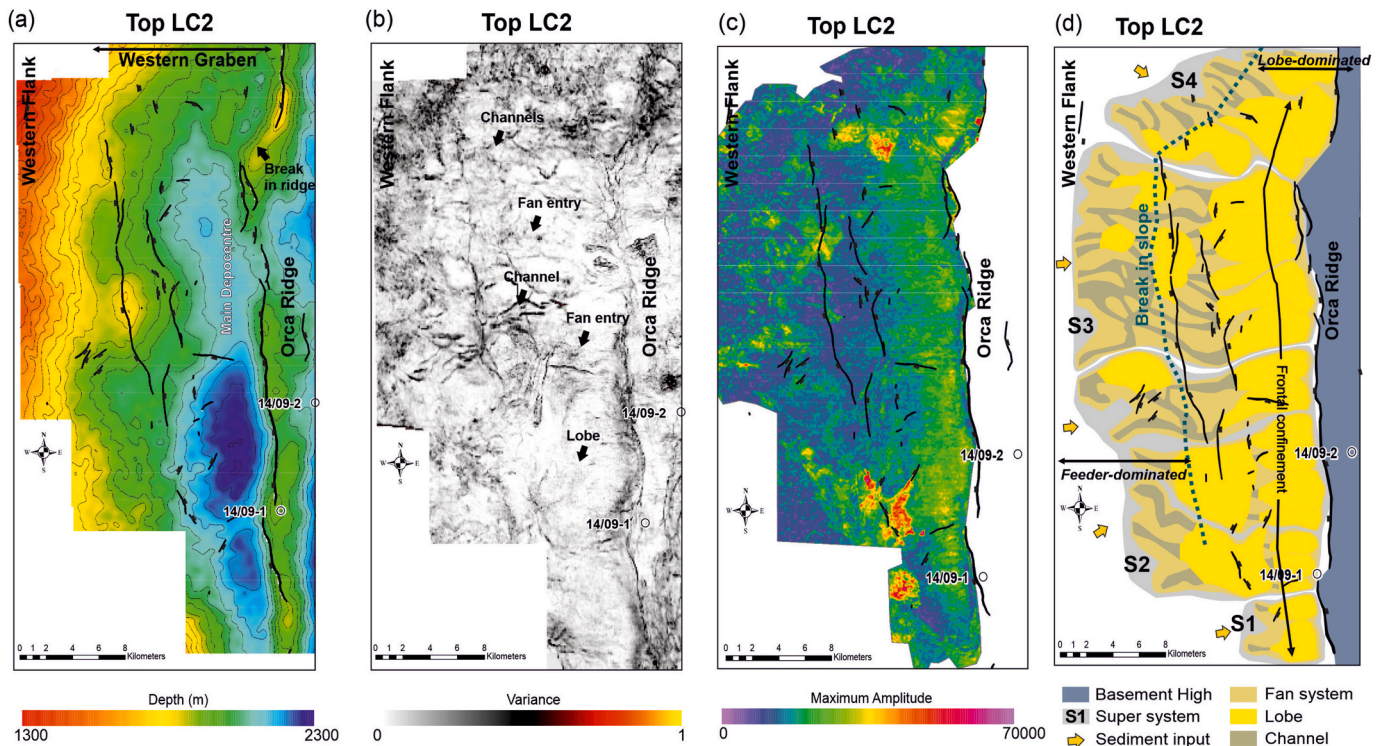 (a)
Top LC2
Western Flank
Western Graben
Break
in ridge
Main Depocentre
Orca Ridge
14/09-2
14/09-1
N
W E
S
0 1 2 4 6 8
Kilometers
Depth (m)
1300 2300
(b)
Top LC2
Western Flank
Channels
Fan entry
Channel
Fan entry
Orca Ridge
14/09-2
Lobe
14/09-1
N
W E
S
0 1 2 4 6 8
Kilometers
Variance
0 1
(c)
Top LC2
Western Flank
Orca Ridge
14/09-2
14/09-1
N
W E
S
0 1 2 4 6 8
Kilometers
Maximum Amplitude
0 70000
(d)
Top LC2
Western Flank
S4
Lobe-dominated
Break in slope
S3
Orca Ridge
Frontal confinement
14/09-2
Feeder-dominated
S2
14/09-1
S1
N
W E
S
0 1 2 4 6 8
Kilometers
Basement High
S1 Super system
Sediment input
Fan system
Lobe
Channel